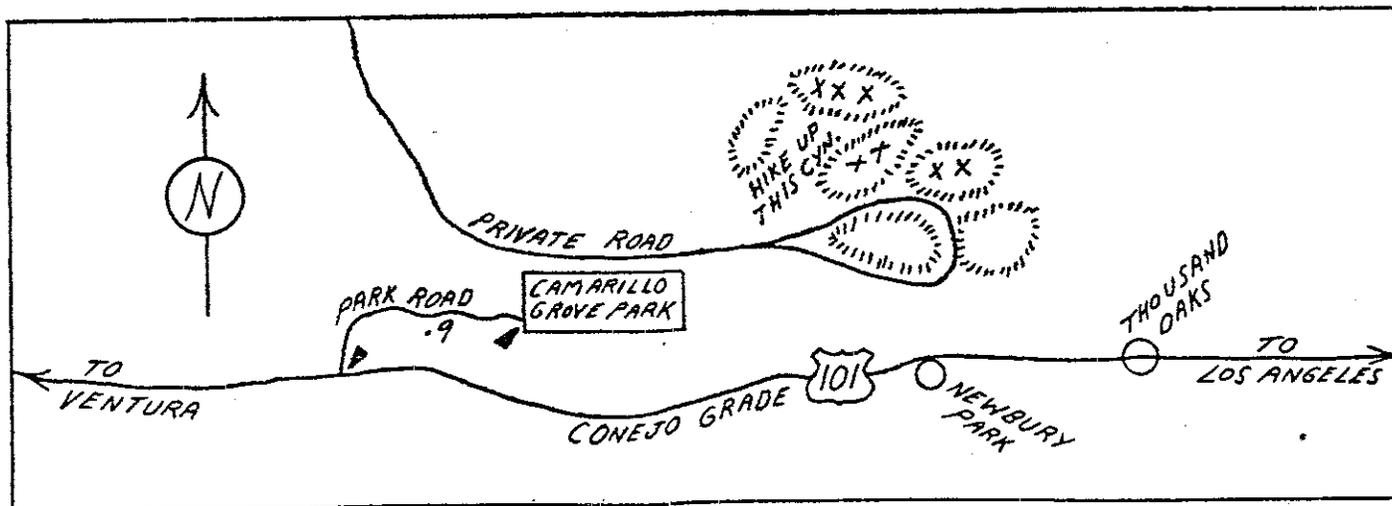 X X X
HIKE UP
THIS CYN.
X X
X X
N
PRIVATE ROAD
CAMARILLO
GROVE PARK
PARK ROAD
.9
THOUSAND
OAKS
TO
VENTURA
CONEJO GRADE
101
NEWBURY
PARK
TO
LOS ANGELES